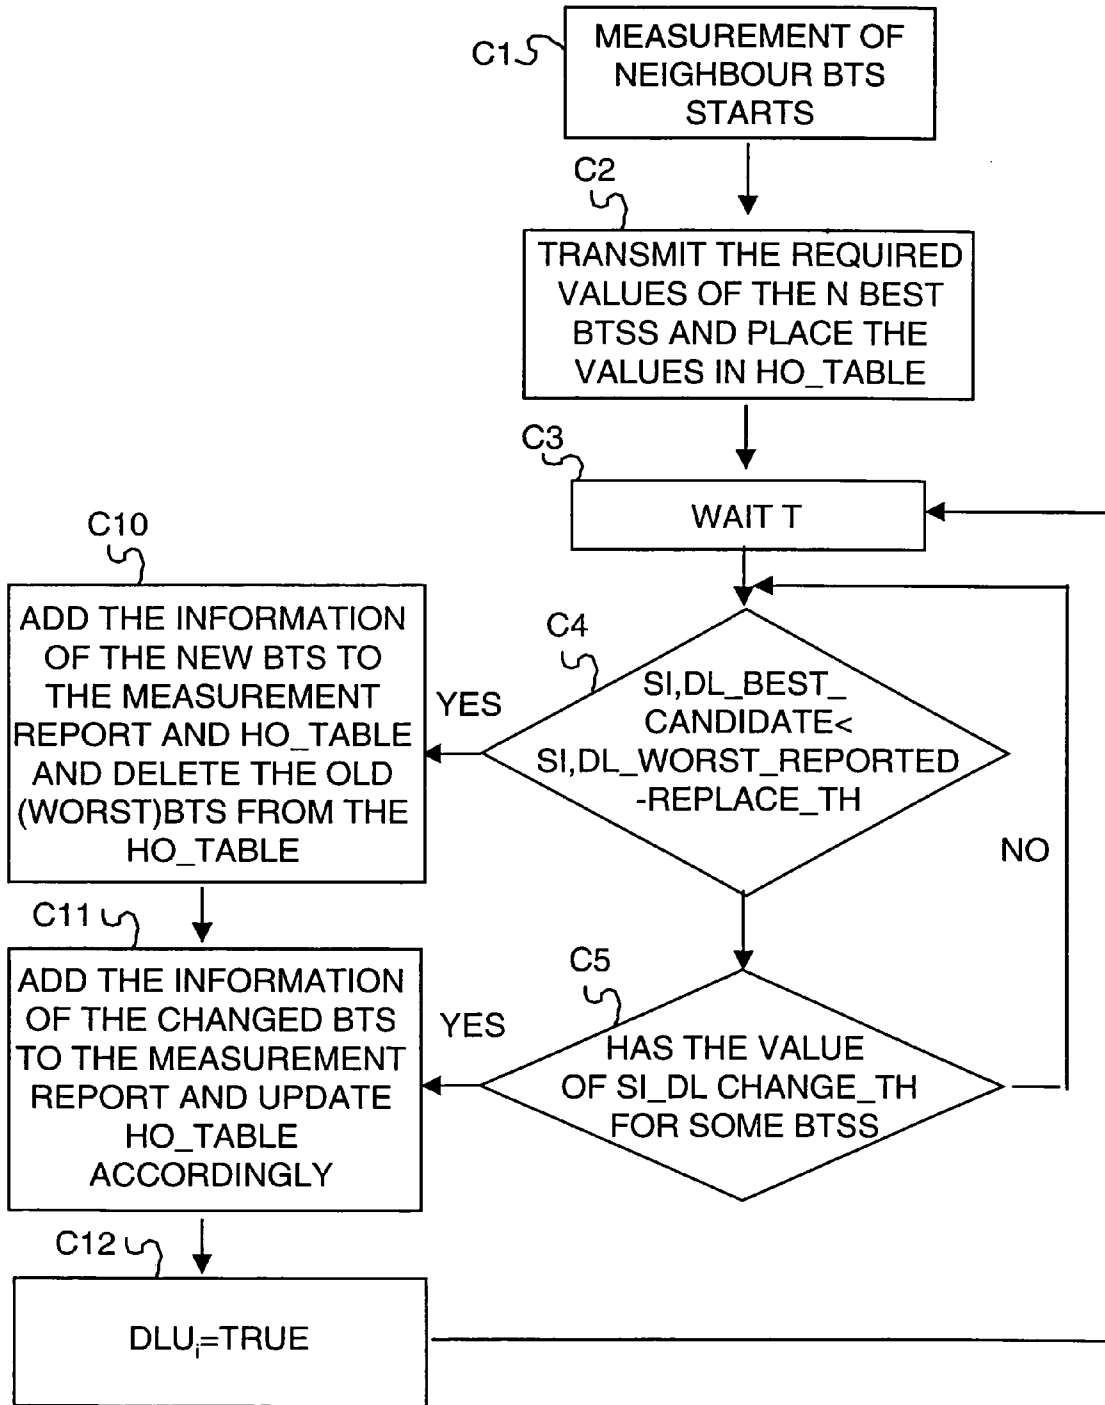 C1
MEASUREMENT OF
NEIGHBOUR BTS
STARTS
C2
TRANSMIT THE REQUIRED
VALUES OF THE N BEST
BTSS AND PLACE THE
VALUES IN HO_TABLE
C3
WAIT T
C10
ADD THE INFORMATION
OF THE NEW BTS TO
THE MEASUREMENT
REPORT AND HO_TABLE
AND DELETE THE OLD
(WORST)BTS FROM THE
HO_TABLE
YES
C4
SI,DL_BEST_
CANDIDATE<
SI,DL_WORST_REPORTED
-REPLACE_TH
NO
C11
ADD THE INFORMATION
OF THE CHANGED BTS
TO THE MEASUREMENT
REPORT AND UPDATE
HO_TABLE
ACCORDINGLY
YES
C5
HAS THE VALUE
OF SI_DL CHANGE_TH
FOR SOME BTSS
C12
DLUi=TRUE